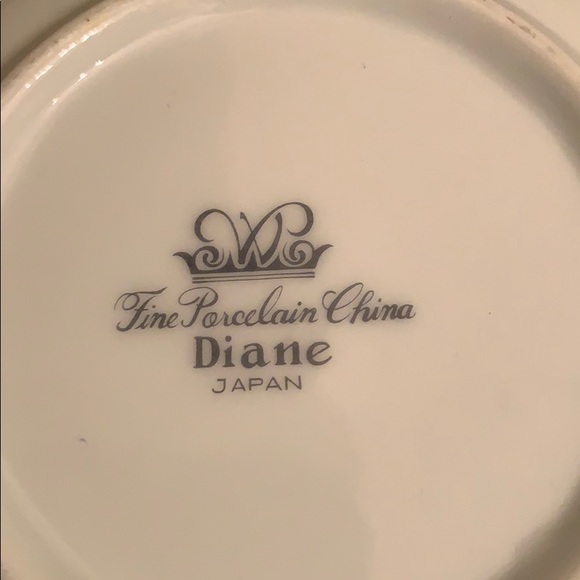 W
Fine Porcelain China
Diane
JAPAN